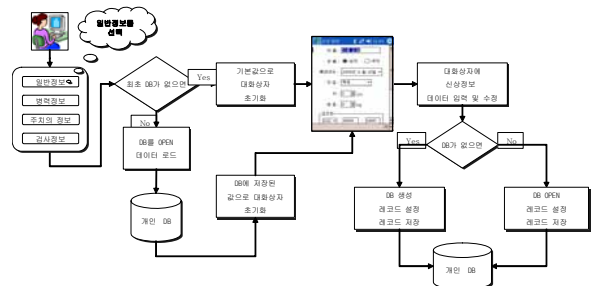 일반정보를
선택
일반정보
병력정보
주치의 정보
검사정보
최초 DB가 없으면
Yes
No
기본값으로
대화상자
초기화
DB를 OPEN
데이터 로드
개인 DB
DB에 저장된
값으로 대화상자
초기화
대화상자에
신상정보
데이터 입력 및 수정
Yes
DB가 없으면
No
DB 생성
레코드 설정
레코드 저장
DB OPEN
레코드 설정
레코드 저장
개인 DB